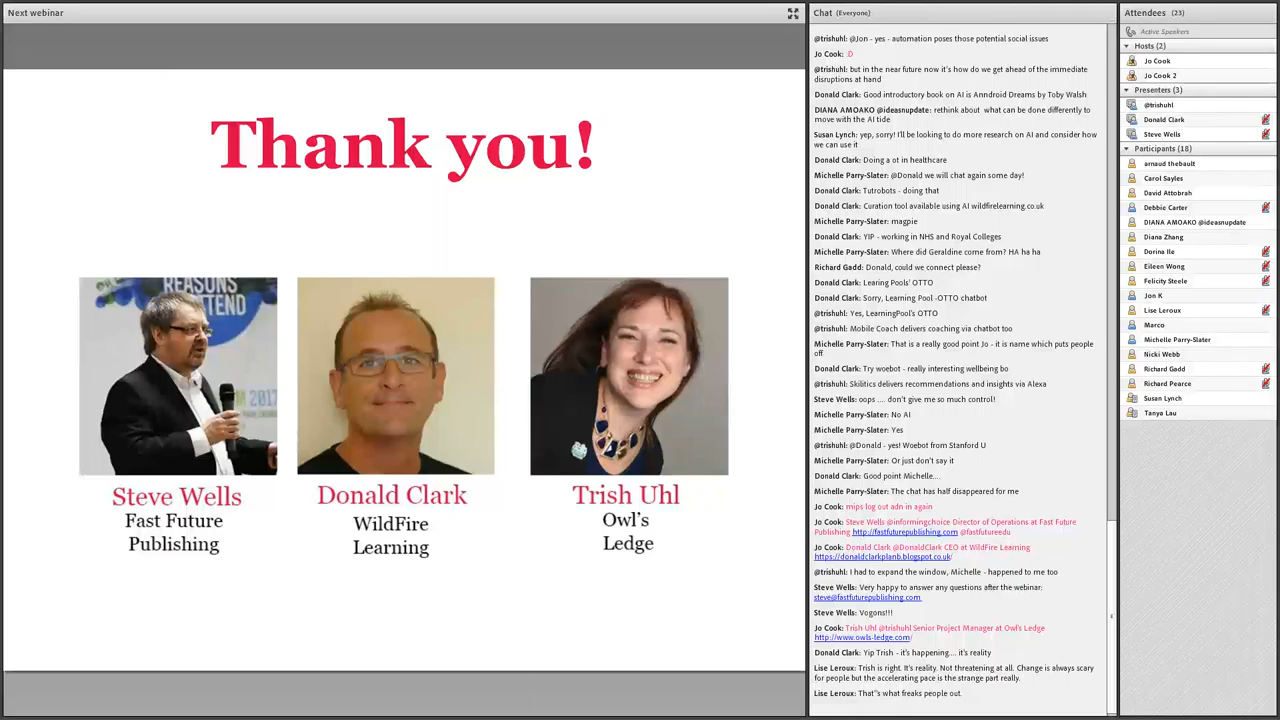 Next webinar
Thank you!
REASONS
TTEND
2017
Steve Wells
Fast Future
Publishing
Donald Clark
WildFire
Learning
Trish Uhl
Owl's
Ledge
Chat (Everyone)
@trishuhl: @Jon - yes - automation poses those potential social issues
Jo Cook: :D
@trishuhl: but in the near future now it's how do we get ahead of the immediate
disruptions at hand
Donald Clark: Good introductory book on AI is Anndroid Dreams by Toby Walsh
DIANA AMOAKO @ideasnupdate: rethink about what can be done differently to
move with the AI tide
Susan Lynch: yep, sorry! I'll be looking to do more research on AI and consider how
we can use it
Donald Clark: Doing a ot in healthcare
Michelle Parry-Slater: @Donald we will chat again some day!
Donald Clark: Tutrobots - doing that
Donald Clark: Curation tool available using AI wildfirelearning.co.uk
Michelle Parry-Slater: magpie
Donald Clark: YIP - working in NHS and Royal Colleges
Michelle Parry-Slater: Where did Geraldine come from? HA ha ha
Richard Gadd: Donald, could we connect please?
Donald Clark: Learing Pools' OTTO
Donald Clark: Sorry, Learning Pool -OTTO chatbot
@trishuhl: Yes, LearningPool's OTTO
@trishuhl: Mobile Coach delivers coaching via chatbot too
Michelle Parry-Slater: That is a really good point Jo - it is name which puts people
off
Donald Clark: Try woebot - really interesting wellbeing bo
@trishuhl: Skilitics delivers recommendations and insights via Alexa
Steve Wells: oops .... don't give me so much control!
Michelle Parry-Slater: No AI
Michelle Parry-Slater: Yes
@trishuhl: @Donald - yes! Woebot from Stanford U
Michelle Parry-Slater: Or just don't say it
Donald Clark: Good point Michelle....
Michelle Parry-Slater: The chat has half disappeared for me
Jo Cook: mips log out adn in again
Jo Cook: Steve Wells @informingchoice Director of Operations at Fast Future
Publishing http://fastfuturepublishing.com @fastfutureedu
Jo Cook: Donald Clark @DonaldClark CEO at WildFire Learning
https://donaldclarkplanb.blogspot.co.uk/
@trishuhl: I had to expand the window, Michelle - happened to me too
Steve Wells: Very happy to answer any questions after the webinar:
steve@fastfuturepublishing.com
Steve Wells: Vogons!!!
Jo Cook: Trish Uhl @trishuhl Senior Project Manager at Owl's Ledge
http://www.owls-ledge.com/
Donald Clark: Yip Trish - it's happening.... it's reality
Lise Leroux: Trish is right. It's reality. Not threatening at all. Change is always scary
for people but the accelerating pace is the strange part really.
Lise Leroux: That''s what freaks people out.
Attendees (23)
Active Speakers
Hosts (2)
Jo Cook
Jo Cook 2
Presenters (3)
@trishuhl
Donald Clark
Steve Wells
Participants (18)
arnaud thebault
Carol Sayles
David Attobrah
Debbie Carter
DIANA AMOAKO @ideasnupdate
Diana Zhang
Dorina Ile
Eileen Wong
Felicity Steele
Jon K
Lise Leroux
Marco
Michelle Parry-Slater
Nicki Webb
Richard Gadd
Richard Pearce
Susan Lynch
Tanya Lau